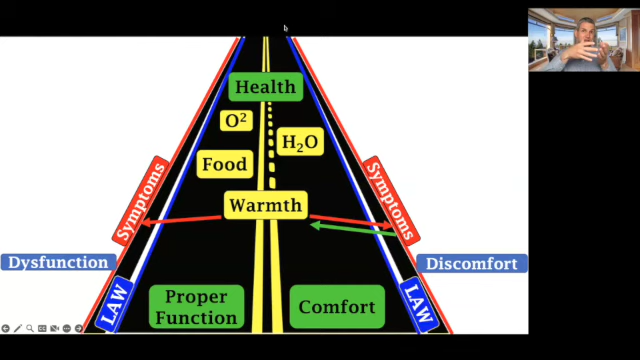 Health
O²
H₂O
Food
Symptoms
Symptoms
Warmth
Dysfunction
Discomfort
LAW
Proper
Function
Comfort
LAW